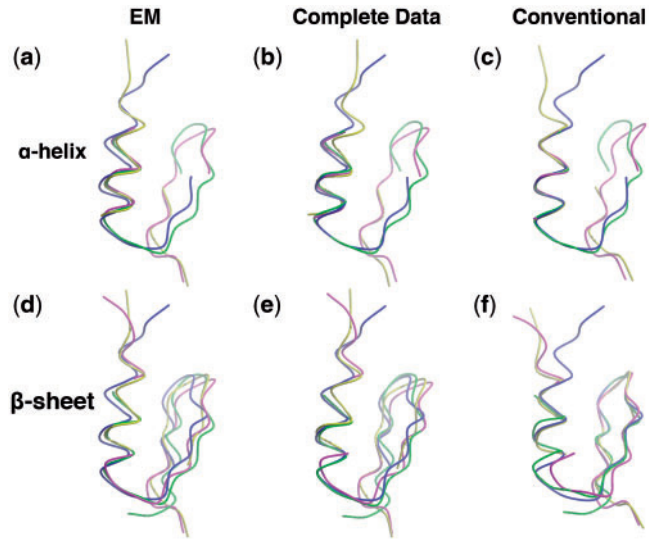 EM Complete Data Conventional
(a) (b) (c)
α-helix
(d) (e) (f)
β-sheet